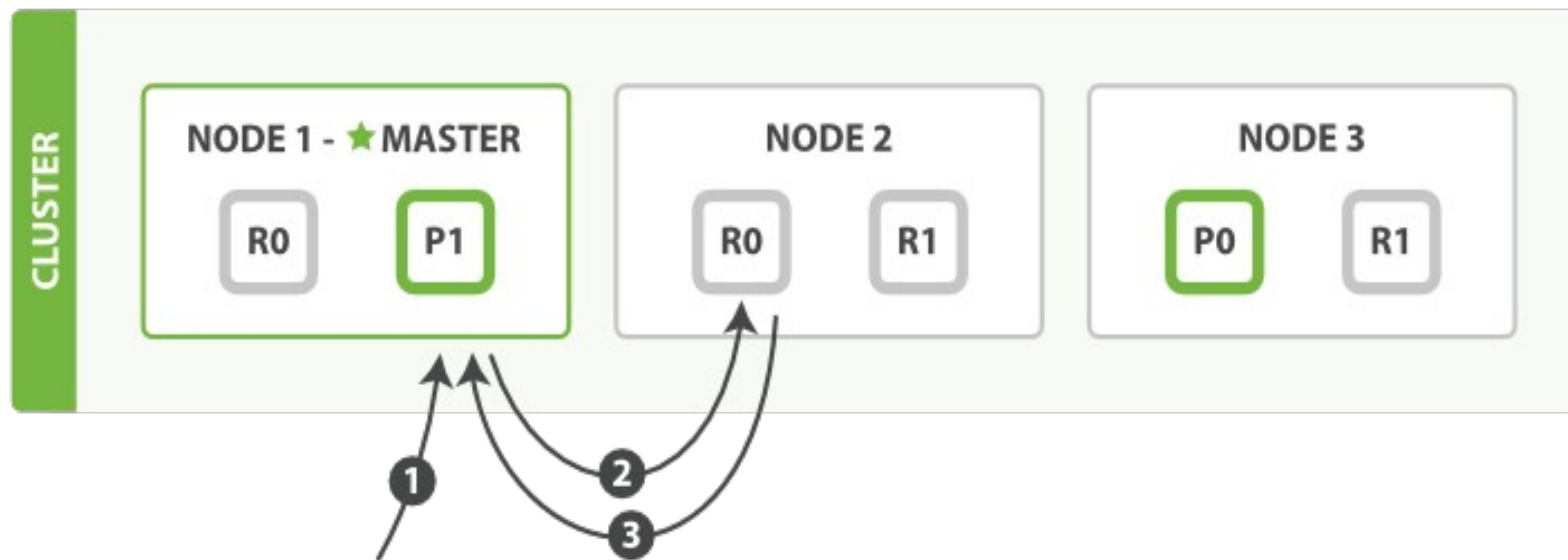 CLUSTER
NODE 1 - ★ MASTER
R0
P1
NODE 2
R0
R1
NODE 3
P0
R1
1
2
3